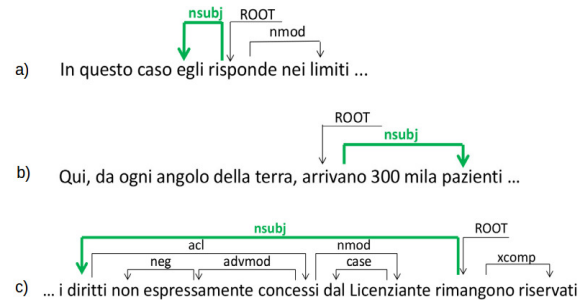 nsubj ROOT
nmod
a) In questo caso egli risponde nei limiti ...
ROOT
nsubj
b) Qui, da ogni angolo della terra, arrivano 300 mila pazienti ...
nsubj ROOT
acl nmod
neg advmod case xcomp
c) ... i diritti non espressamente concessi dal Licenziante rimangono riservati